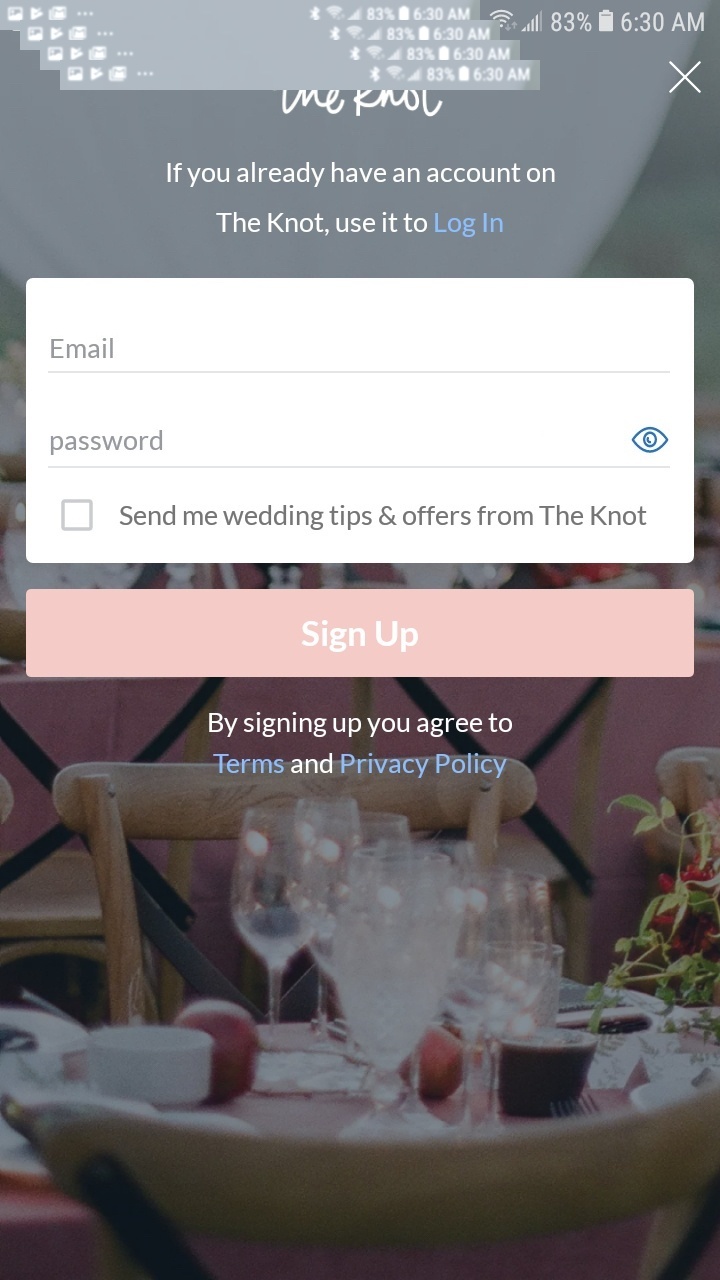 83% 6:30 AM
83% 6:30 AM
83% 6:30 AM
83% 6:30 AM
83% 6:30 AM
the knot
If you already have an account on
The Knot, use it to Log In
Email
password
Send me wedding tips & offers from The Knot
Sign Up
By signing up you agree to
Terms and Privacy Policy